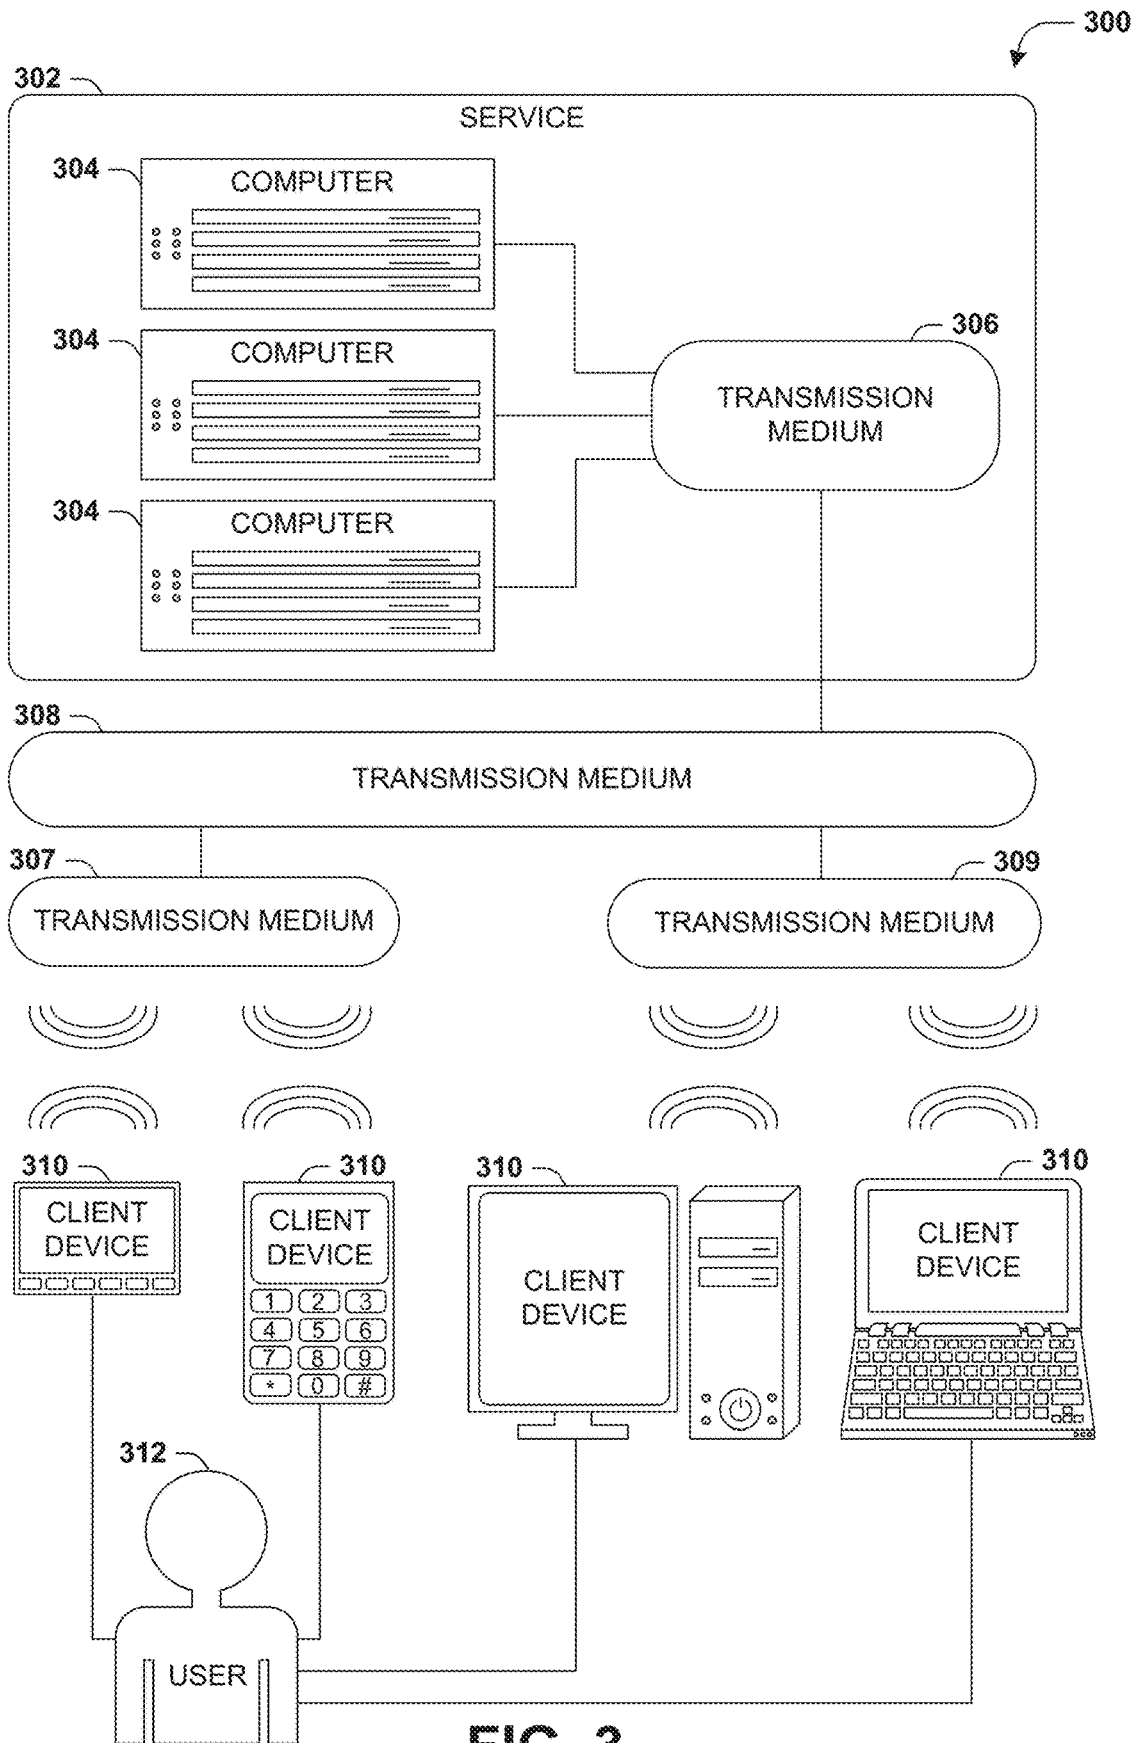 300
302
SERVICE
304
COMPUTER
304
COMPUTER
304
COMPUTER
306
TRANSMISSION
MEDIUM
308
TRANSMISSION MEDIUM
307
TRANSMISSION MEDIUM
309
TRANSMISSION MEDIUM
310
CLIENT
DEVICE
310
CLIENT
DEVICE
1 2 3
4 5 6
7 8 9
* 0 #
310
CLIENT
DEVICE
310
CLIENT
DEVICE
312
USER
FIG. 3